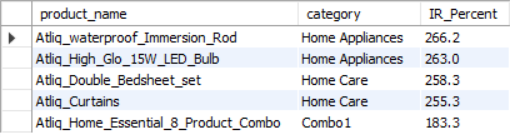 product_name category IR_Percent
Atliq_waterproof_Immersion_Rod Home Appliances 266.2
Atliq_High_Glo_15W_LED_Bulb Home Appliances 263.0
Atliq_Double_Bedsheet_set Home Care 258.3
Atliq_Curtains Home Care 255.3
Atliq_Home_Essential_8_Product_Combo Combo1 183.3